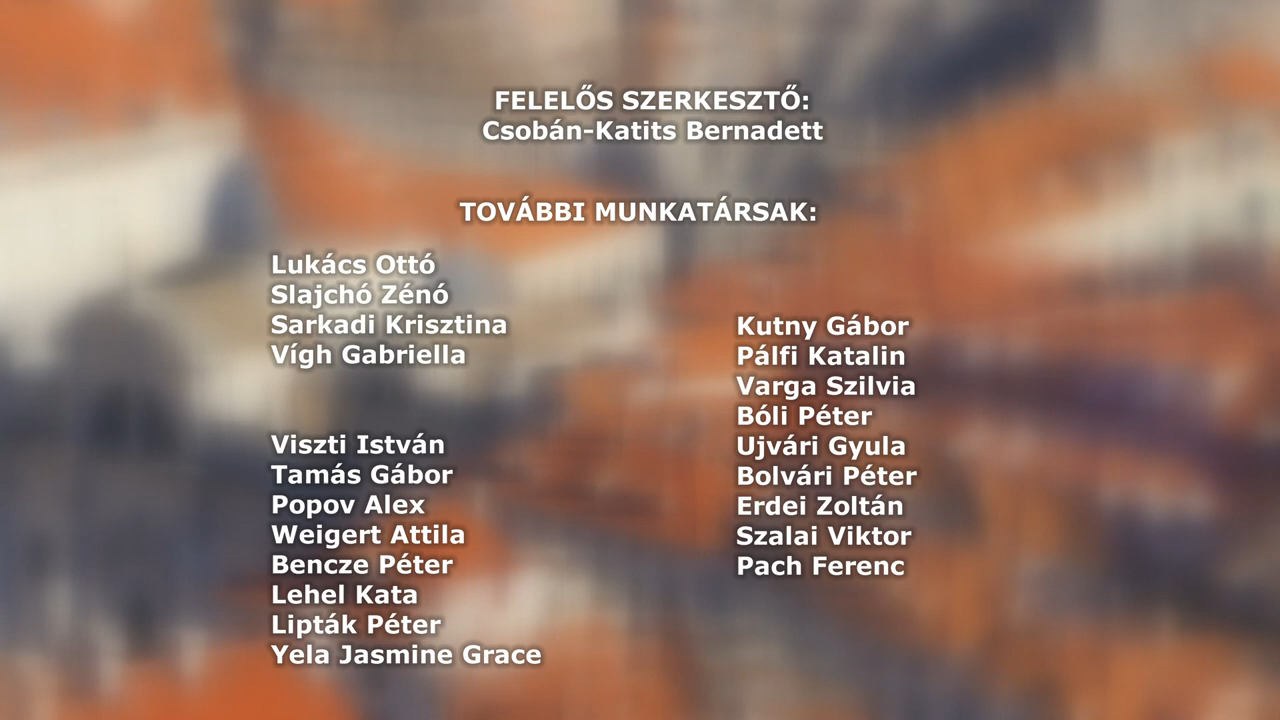 FELELŐS SZERKESZTŐ:
Csobán-Katits Bernadett
TOVÁBBI MUNKATÁRSAK:
Lukács Ottó
Slajchó Zénó
Sarkadi Krisztina
Vígh Gabriella
Viszti István
Tamás Gábor
Popov Alex
Weigert Attila
Bencze Péter
Lehel Kata
Lipták Péter
Yela Jasmine Grace
Kutny Gábor
Pálfi Katalin
Varga Szilvia
Bóli Péter
Ujvári Gyula
Bolvári Péter
Erdei Zoltán
Szalai Viktor
Pach Ferenc